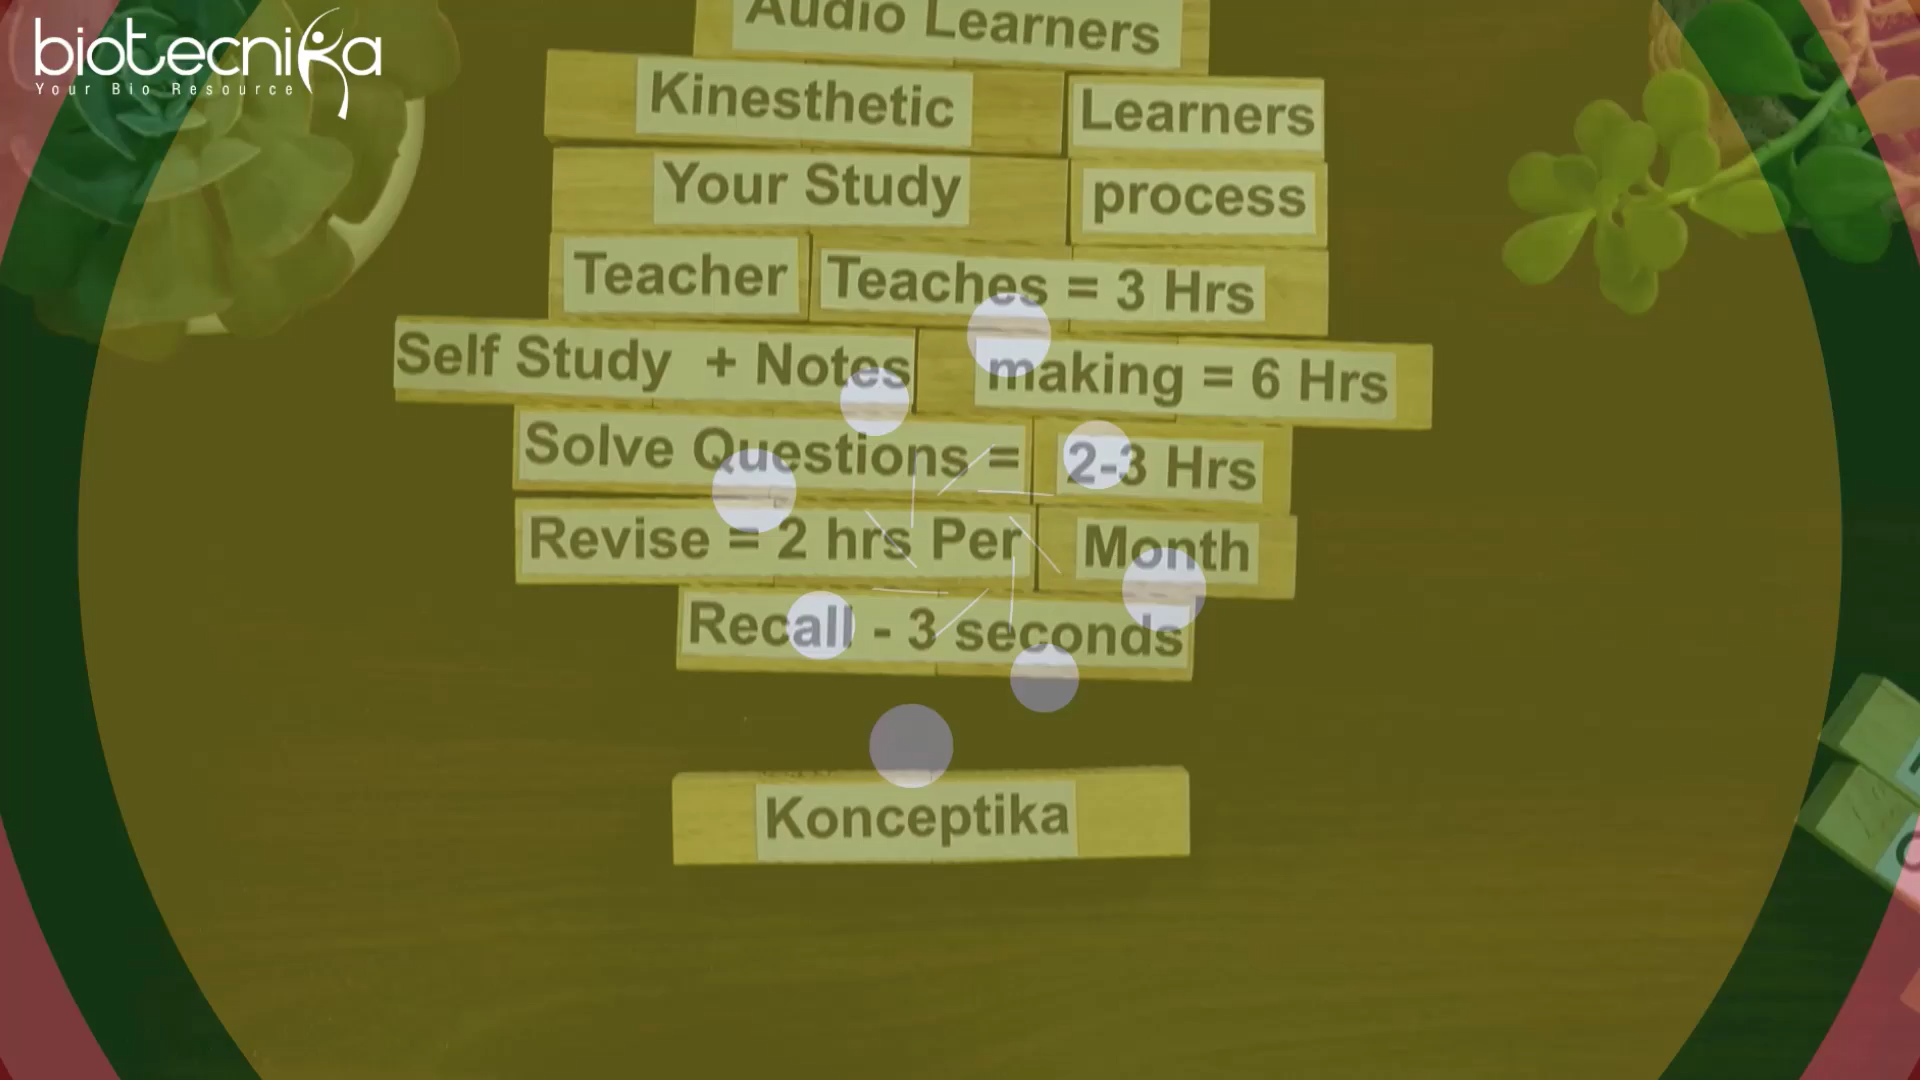 biotecnika
Your Bio Resource
Audio Learners
Kinesthetic Learners
Your Study process
Teacher Teaches = 3 Hrs
Self Study + Notes making = 6 Hrs
Solve Questions = 2-3 Hrs
Revise = 2 hrs Per Month
Recall - 3 seconds
Konceptika